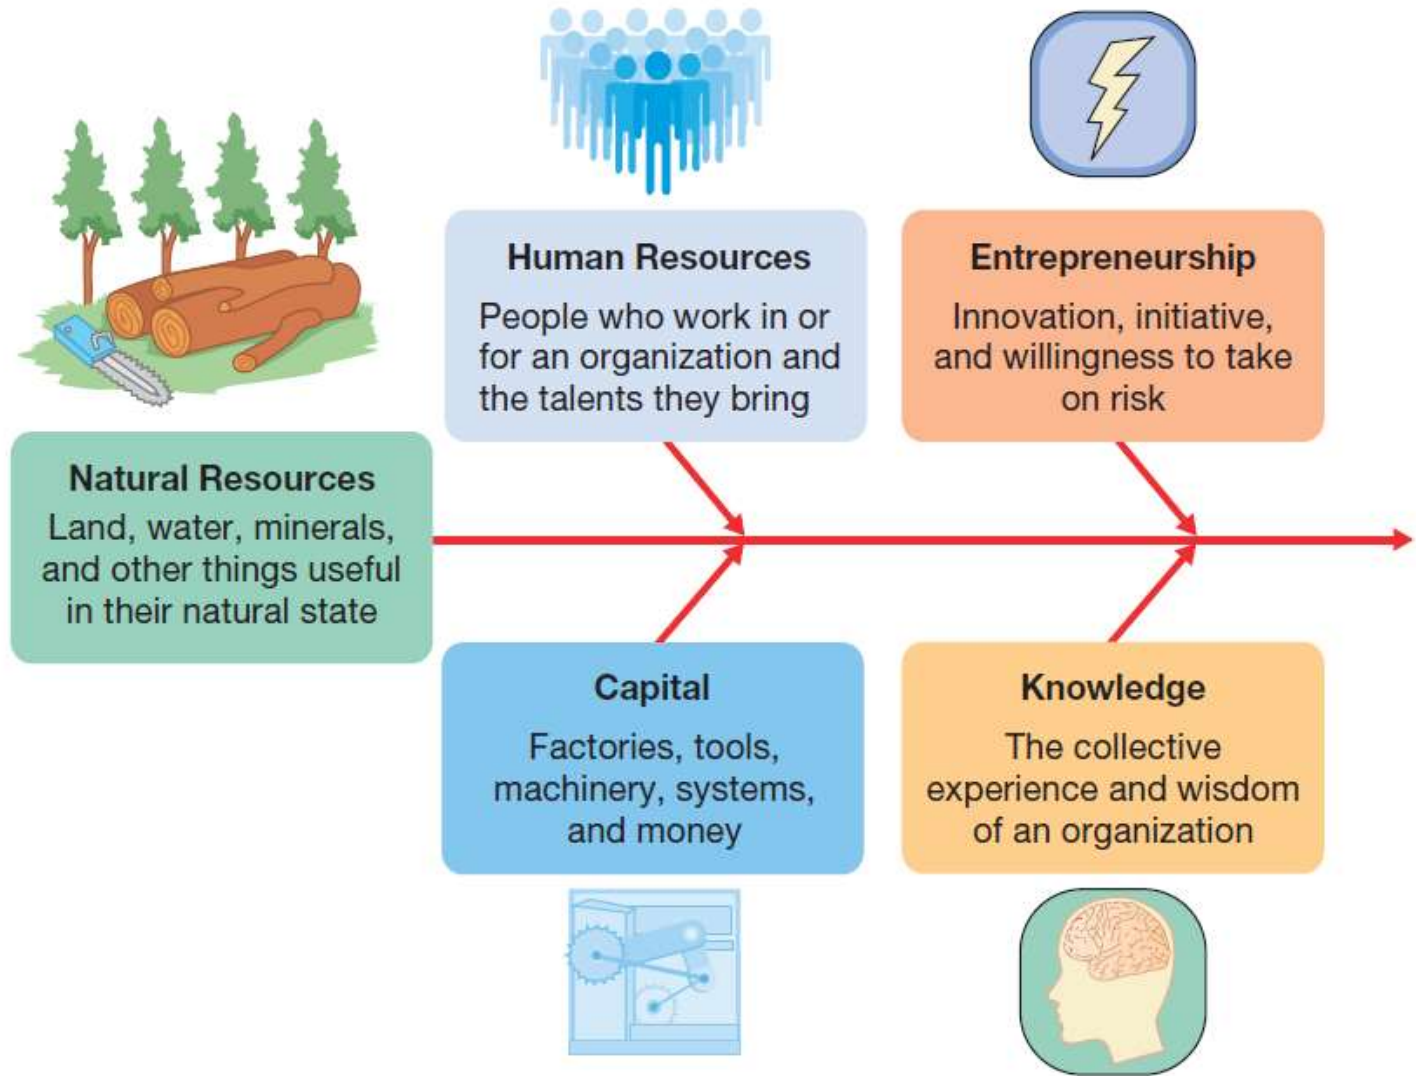 Human Resources
People who work in or
for an organization and
the talents they bring
Entrepreneurship
Innovation, initiative,
and willingness to take
on risk
Natural Resources
Land, water, minerals,
and other things useful
in their natural state
Capital
Factories, tools,
machinery, systems,
and money
Knowledge
The collective
experience and wisdom
of an organization